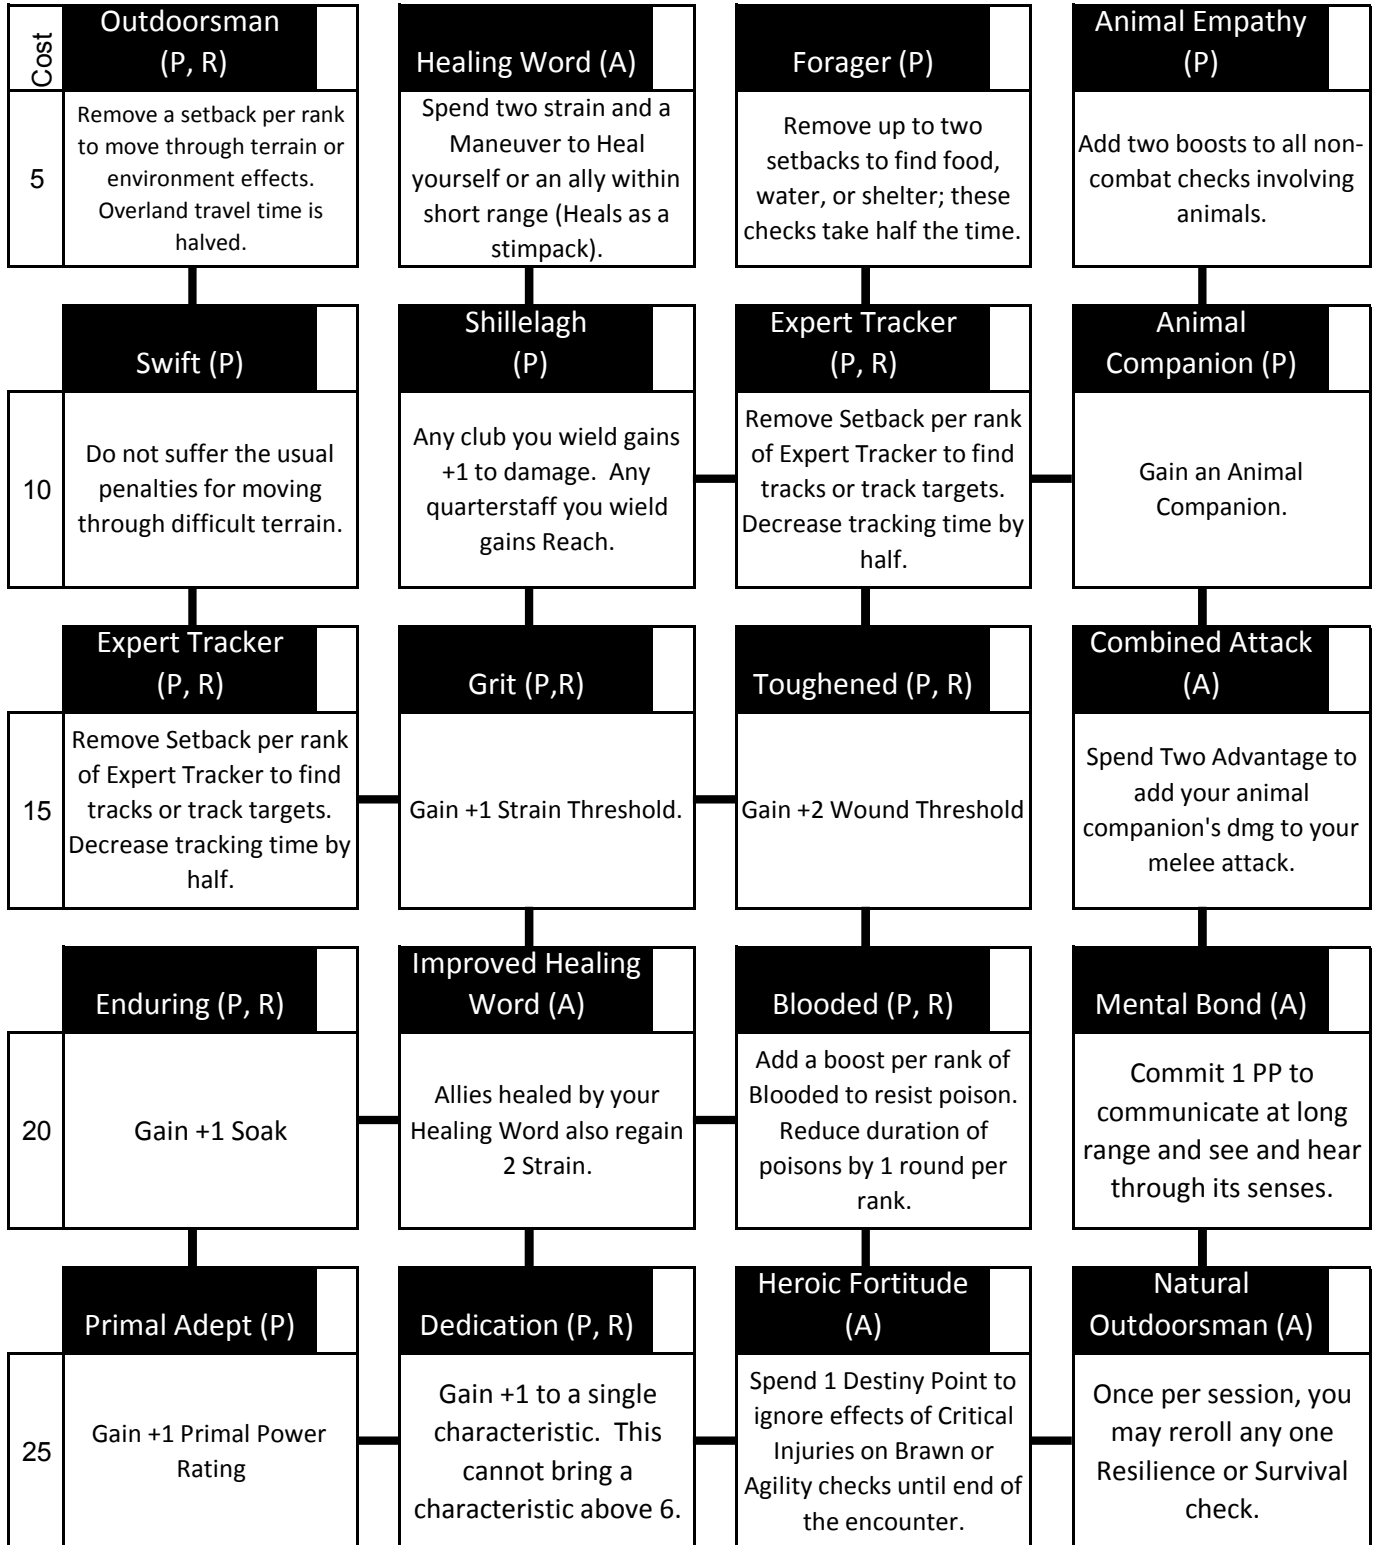 Cost
Outdoorsman
(P, R)
Healing Word (A)
Forager (P)
Animal Empathy
(P)
5
Remove a setback per rank
to move through terrain or
environment effects.
Overland travel time is
halved.
Spend two strain and a
Maneuver to Heal
yourself or an ally within
short range (Heals as a
stimpack).
Remove up to two
setbacks to find food,
water, or shelter; these
checks take half the time.
Add two boosts to all non-
combat checks involving
animals.
Swift (P)
Shillelagh
(P)
Expert Tracker
(P, R)
Animal
Companion (P)
10
Do not suffer the usual
penalties for moving
through difficult terrain.
Any club you wield gains
+1 to damage.  Any
quarterstaff you wield
gains Reach.
Remove Setback per rank
of Expert Tracker to find
tracks or track targets.
Decrease tracking time by
half.
Gain an Animal
Companion.
Expert Tracker
(P, R)
Grit (P,R)
Toughened (P, R)
Combined Attack
(A)
15
Remove Setback per rank
of Expert Tracker to find
tracks or track targets.
Decrease tracking time by
half.
Gain +1 Strain Threshold.
Gain +2 Wound Threshold
Spend Two Advantage to
add your animal
companion's dmg to your
melee attack.
Enduring (P, R)
Improved Healing
Word (A)
Blooded (P, R)
Mental Bond (A)
20
Gain +1 Soak
Allies healed by your
Healing Word also regain
2 Strain.
Add a boost per rank of
Blooded to resist poison.
Reduce duration of
poisons by 1 round per
rank.
Commit 1 PP to
communicate at long
range and see and hear
through its senses.
Primal Adept (P)
Dedication (P, R)
Heroic Fortitude
(A)
Natural
Outdoorsman (A)
25
Gain +1 Primal Power
Rating
Gain +1 to a single
characteristic.  This
cannot bring a
characteristic above 6.
Spend 1 Destiny Point to
ignore effects of Critical
Injuries on Brawn or
Agility checks until end of
the encounter.
Once per session, you
may reroll any one
Resilience or Survival
check.